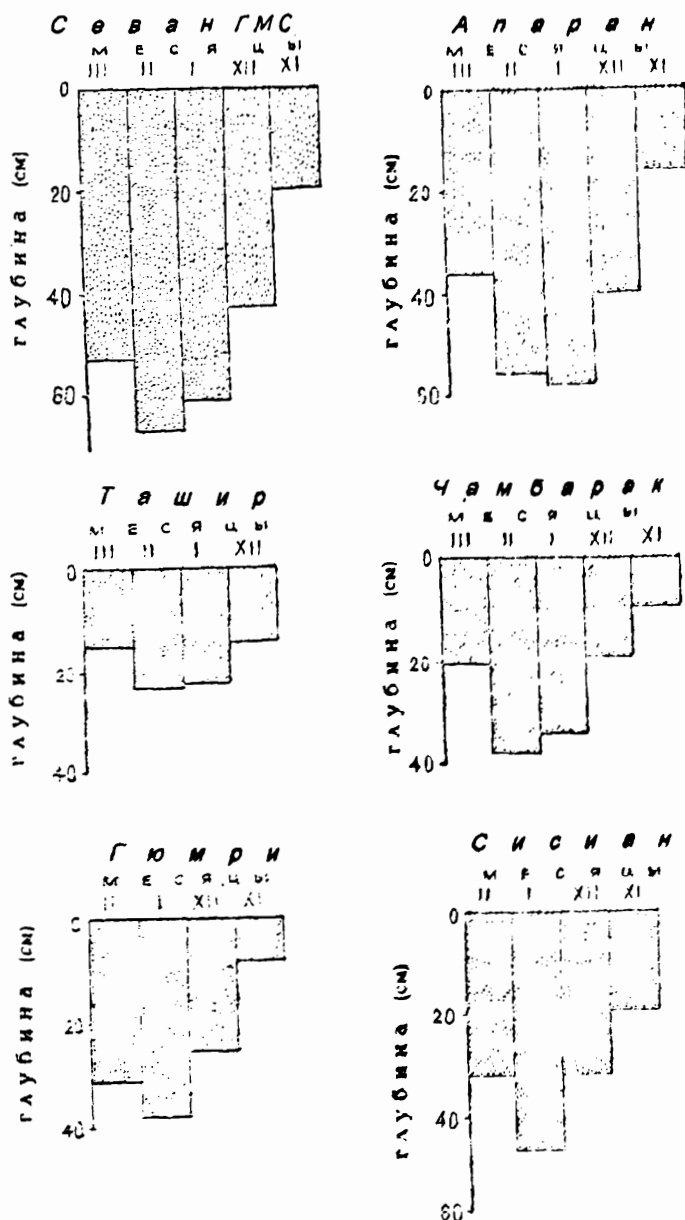 Севан ГМС
месяцы
III II I XII XI
глубина (см)
0
20
40
60
Апаран
месяцы
III II I XII XI
глубина (см)
0
20
40
60
Ташир
месяцы
III II I XII
глубина (см)
0
20
40
Чамбарак
месяцы
III II I XII XI
глубина (см)
0
20
40
Гюмри
месяцы
II I XII XI
глубина (см)
0
20
40
Сисиан
месяцы
II I XII XI
глубина (см)
0
20
40
60